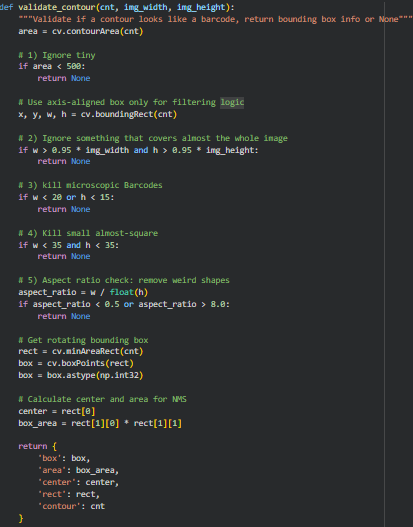 def validate_contour(cnt, img_width, img_height):
"""Validate if a contour looks like a barcode, return bounding box info or None"""
area = cv.contourArea(cnt)
# 1) Ignore tiny
if area < 500:
return None
# Use axis-aligned box only for filtering logic
x, y, w, h = cv.boundingRect(cnt)
# 2) Ignore something that covers almost the whole image
if w > 0.95 * img_width and h > 0.95 * img_height:
return None
# 3) kill microscopic Barcodes
if w < 20 or h < 15:
return None
# 4) Kill small almost-square
if w < 35 and h < 35:
return None
# 5) Aspect ratio check: remove weird shapes
aspect_ratio = w / float(h)
if aspect_ratio < 0.5 or aspect_ratio > 8.0:
return None
# Get rotating bounding box
rect = cv.minAreaRect(cnt)
box = cv.boxPoints(rect)
box = box.astype(np.int32)
# Calculate center and area for NMS
center = rect[0]
box_area = rect[1][0] * rect[1][1]
return {
'box': box,
'area': box_area,
'center': center,
'rect': rect,
'contour': cnt
}